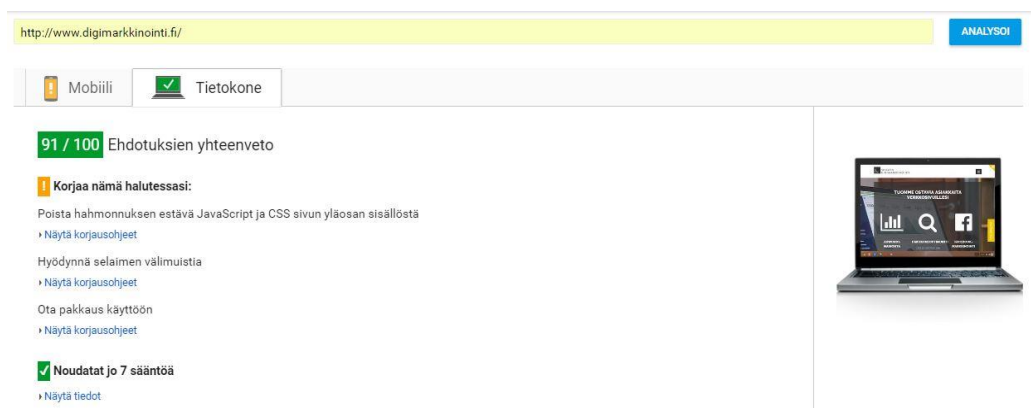 http://www.digimarkkinointi.fi/
ANALYSOI
Mobiili
Tietokone
91 / 100 Ehdotuksien yhteenveto
! Korjaa nämä halutessasi:
Poista hahmonnuksen estävä JavaScript ja CSS sivun yläosan sisällöstä
Näytä korjausohjeet
Hyödynnä selaimen välimuistia
Näytä korjausohjeet
Ota pakkaus käyttöön
Näytä korjausohjeet
Noudatat jo 7 sääntöä
Näytä tiedot
TUOMME OSTAVIA ASIAKKAITA
VERKKOSIVUILLESI